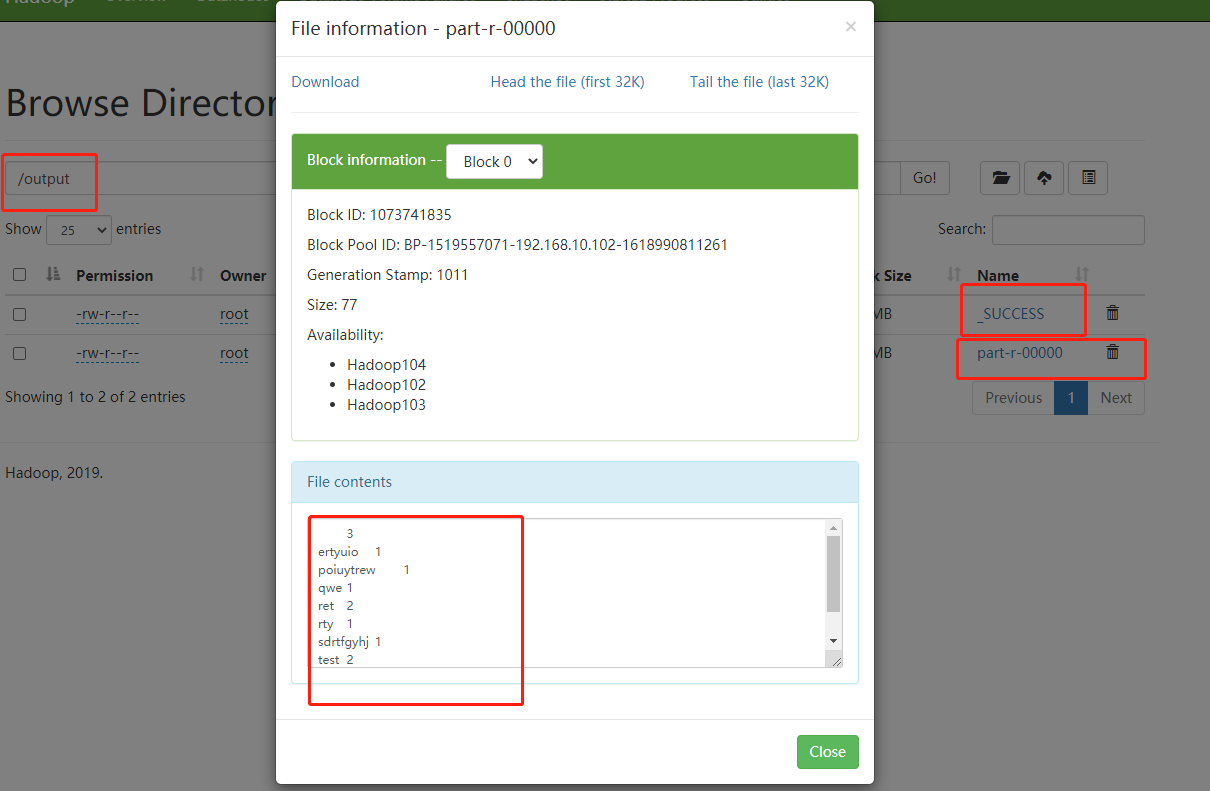 Hadoop
File information - part-r-00000 ×
Download Head the file (first 32K) Tail the file (last 32K)
Browse Director
Block information -- Block 0
/output Go!
Show 25 entries Search:
Block ID: 1073741835
Block Pool ID: BP-1519557071-192.168.10.102-1618990811261
Generation Stamp: 1011
Size: 77
Availability:
Hadoop104
Hadoop102
Hadoop103
Permission Owner k Size Name
-rw-r--r-- root MB _SUCCESS
-rw-r--r-- root MB part-r-00000
Showing 1 to 2 of 2 entries Previous 1 Next
Hadoop, 2019.
File contents
3
ertyuio 1
poiuytrew 1
qwe 1
ret 2
rty 1
sdrtfgyhj 1
test 2
Close